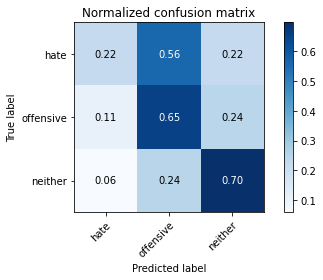 Normalized confusion matrix
True label
hate 0.22 0.56 0.22
offensive 0.11 0.65 0.24
neither 0.06 0.24 0.70
hate offensive neither
Predicted label
0.6
0.5
0.4
0.3
0.2
0.1